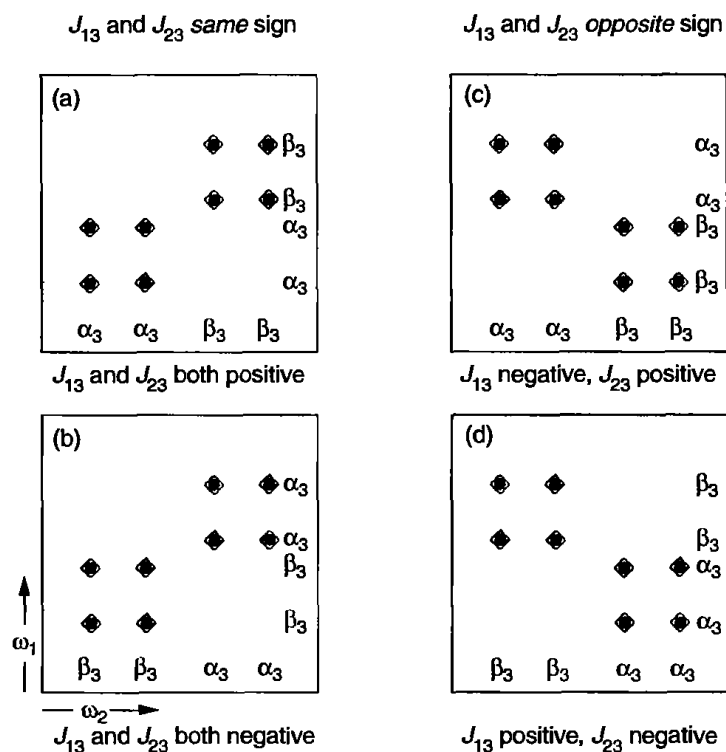 J₁₃ and J₂₃ same sign
J₁₃ and J₂₃ opposite sign
(a)
β₃
β₃
α₃
α₃
α₃ α₃ β₃ β₃
J₁₃ and J₂₃ both positive
(c)
α₃
α₃
β₃
β₃
α₃ α₃ β₃ β₃
J₁₃ negative, J₂₃ positive
(b)
α₃
α₃
β₃
β₃
β₃ β₃ α₃ α₃
ω₁
ω₂
J₁₃ and J₂₃ both negative
(d)
β₃
β₃
α₃
α₃
β₃ β₃ α₃ α₃
J₁₃ positive, J₂₃ negative